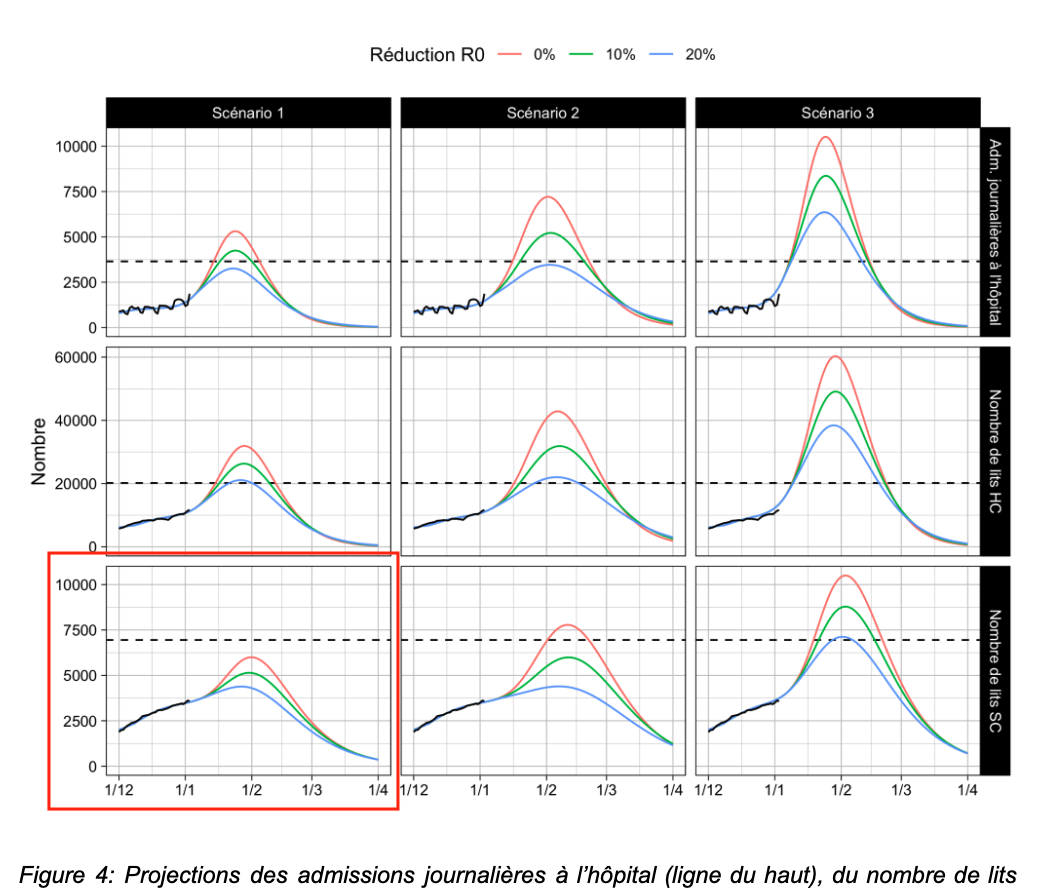 Réduction R0 0% 10% 20%
Scénario 1 Scénario 2 Scénario 3
10000
7500
5000
2500
0
Adm. journalières à l'hôpital
60000
40000
20000
0
Nombre de lits HC
Nombre
10000
7500
5000
2500
0
Nombre de lits SC
1/12 1/1 1/2 1/3 1/4 1/12 1/1 1/2 1/3 1/4 1/12 1/1 1/2 1/3 1/4
Figure 4: Projections des admissions journalières à l'hôpital (ligne du haut), du nombre de lits